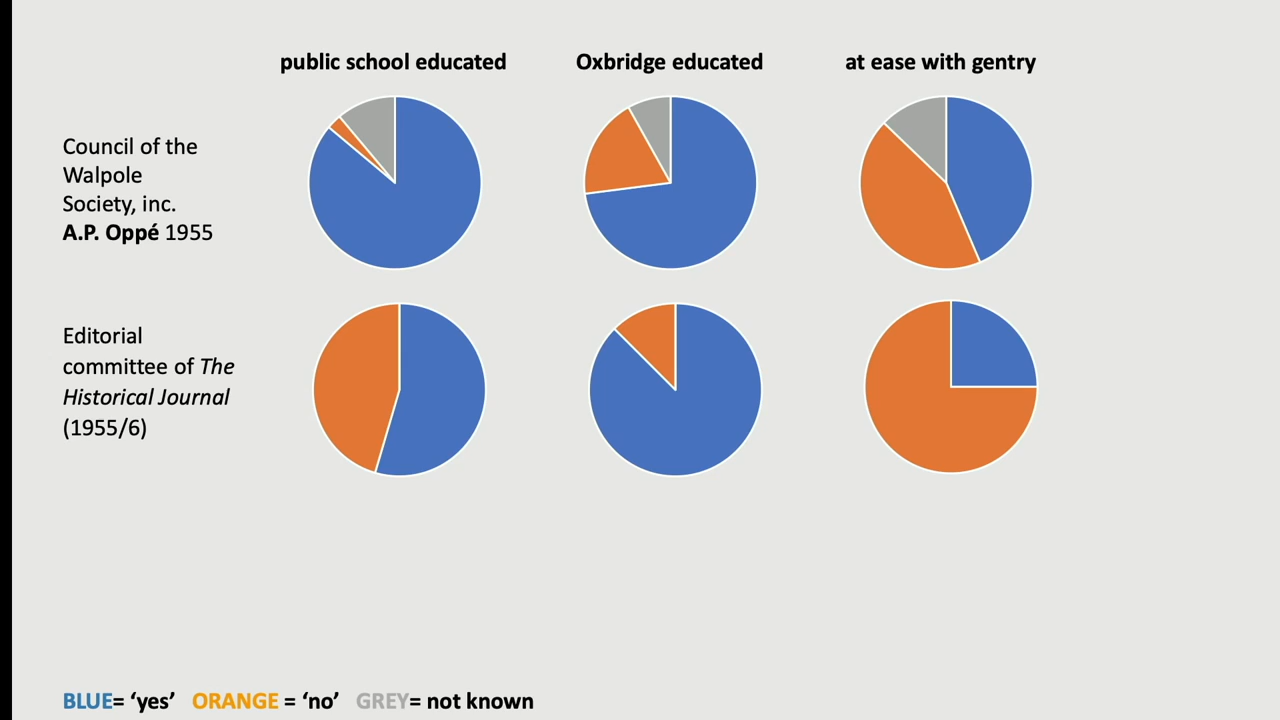 public school educated
Oxbridge educated
at ease with gentry
Council of the
Walpole
Society, inc.
A.P. Oppé 1955
Editorial
committee of The
Historical Journal
(1955/6)
BLUE= ‘yes’ ORANGE = ‘no’ GREY= not known